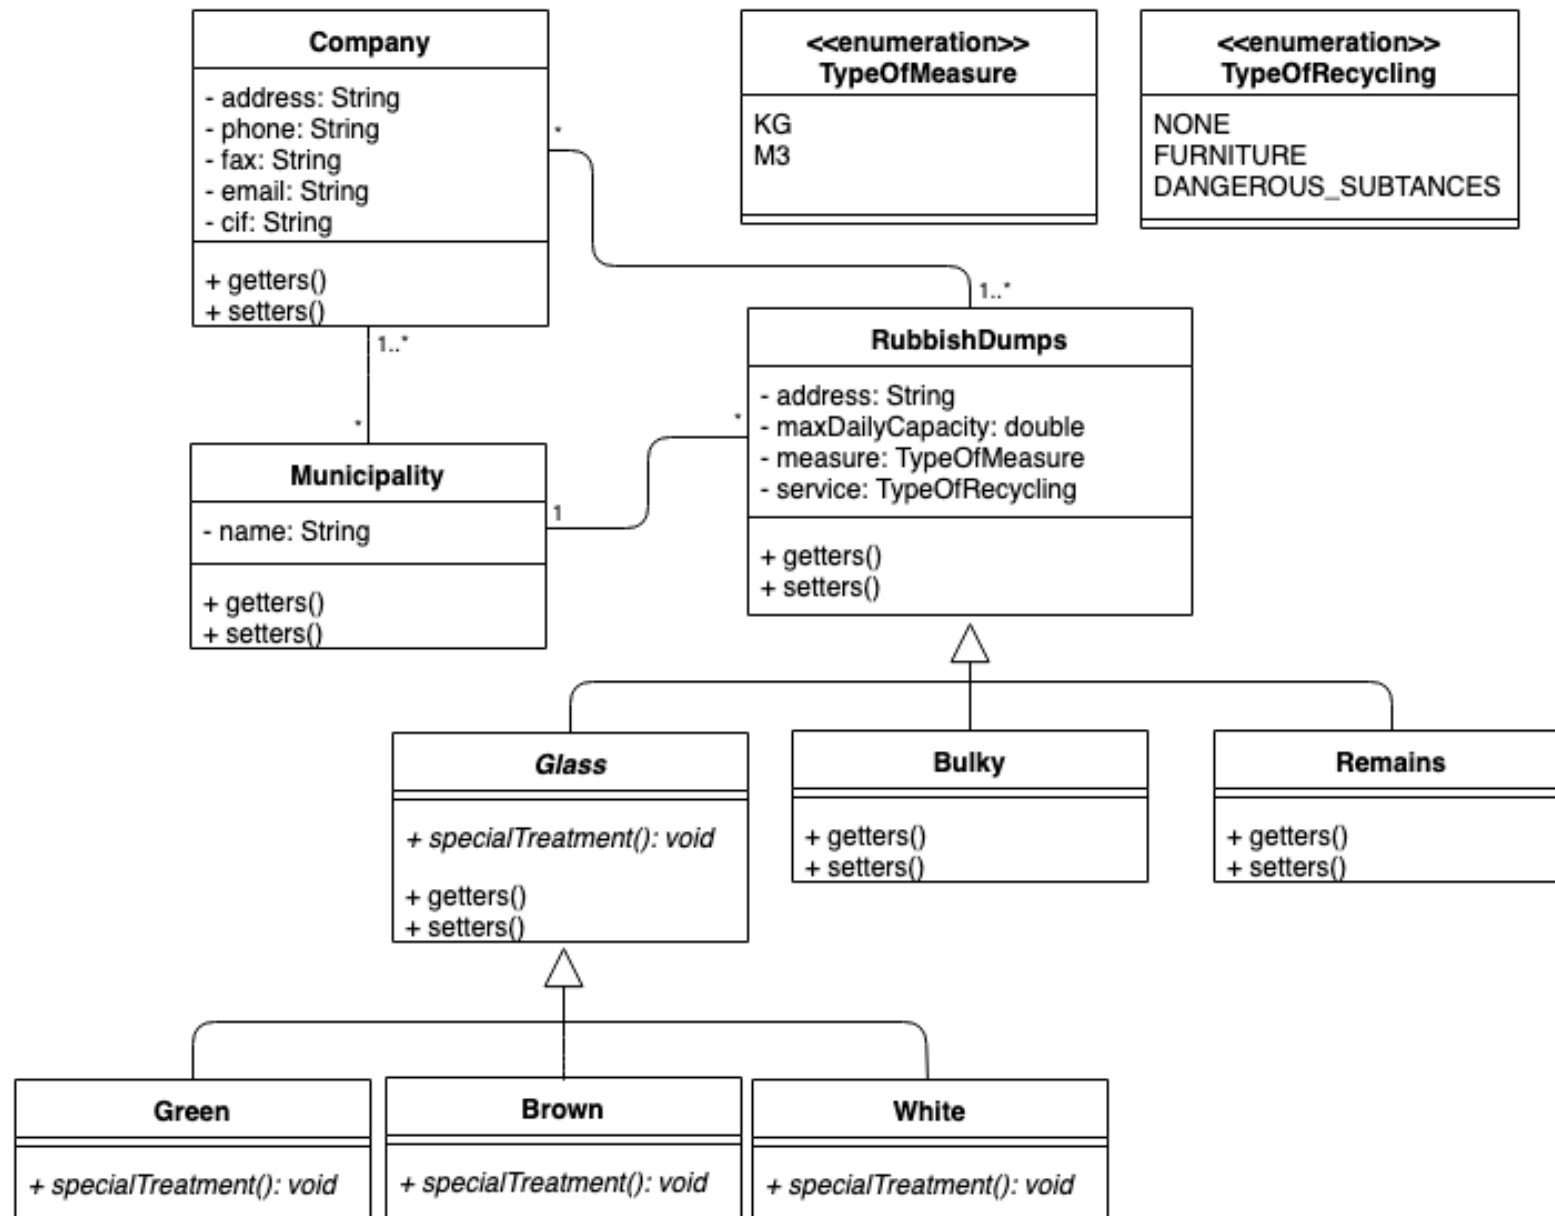 Company
- address: String
- phone: String
- fax: String
- email: String
- cif: String
+ getters()
+ setters()
<<enumeration>>
TypeOfMeasure
KG
M3
<<enumeration>>
TypeOfRecycling
NONE
FURNITURE
DANGEROUS_SUBTANCES
*
1..*
1..*
*
RubbishDumps
- address: String
- maxDailyCapacity: double
- measure: TypeOfMeasure
- service: TypeOfRecycling
+ getters()
+ setters()
*
1
Municipality
- name: String
+ getters()
+ setters()
Glass
+ specialTreatment(): void
+ getters()
+ setters()
Bulky
+ getters()
+ setters()
Remains
+ getters()
+ setters()
Green
+ specialTreatment(): void
Brown
+ specialTreatment(): void
White
+ specialTreatment(): void